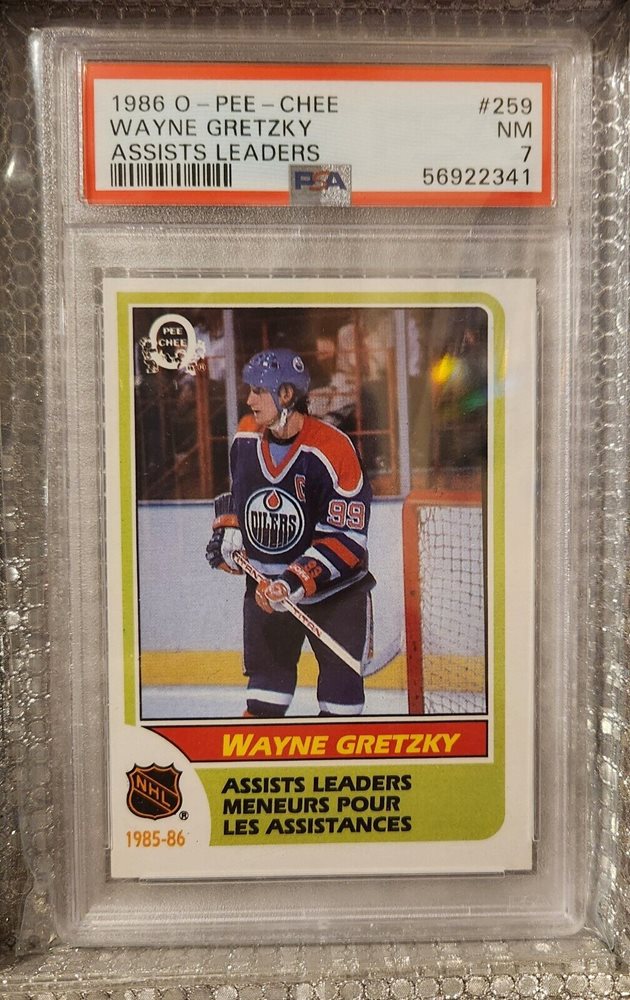 1986 O-PEE-CHEE #259
WAYNE GRETZKY NM
ASSISTS LEADERS 7
PSA 56922341
O
PEE
CHEE
C
OILERS
99
99
WAYNE GRETZKY
NHL
®
1985-86
ASSISTS LEADERS
MENEURS POUR
LES ASSISTANCES